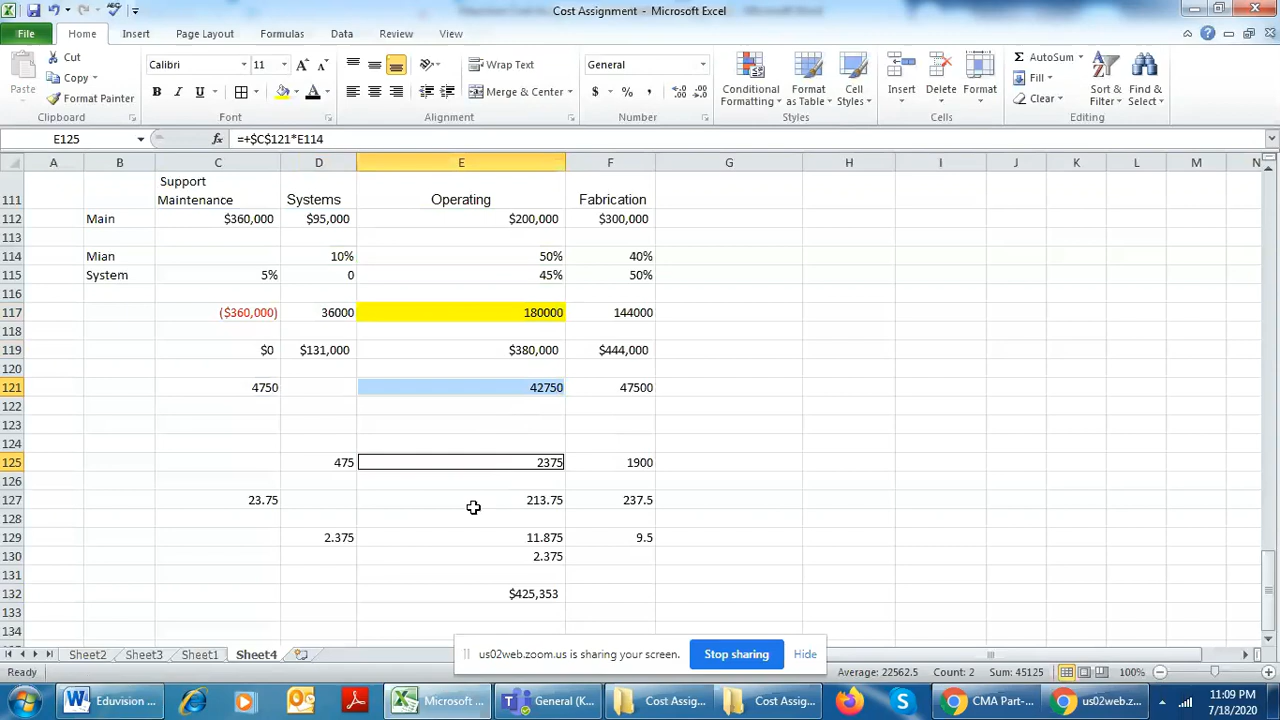 Cost Assignment - Microsoft Excel
File Home Insert Page Layout Formulas Data Review View
Cut
Copy
Format Painter
Paste
Clipboard
Calibri 11
B I U
Font
Wrap Text
Merge & Center
Alignment
General
$ % ,
Number
Conditional Formatting
Format as Table
Cell Styles
Styles
Insert
Delete
Format
Cells
AutoSum
Fill
Clear
Sort & Filter
Find & Select
Editing
E125 fx =+$C$121*E114
A B C D E F G H I J K L M N
111 Support Maintenance Systems Operating Fabrication
112 Main $360,000 $95,000 $200,000 $300,000
113
114 Mian 10% 50% 40%
115 System 5% 0 45% 50%
116
117 ($360,000) 36000 180000 144000
118
119 $0 $131,000 $380,000 $444,000
120
121 4750 42750 47500
122
123
124
125 475 2375 1900
126
127 23.75 213.75 237.5
128
129 2.375 11.875 9.5
130 2.375
131
132 $425,353
133
134
us02web.zoom.us is sharing your screen. Stop sharing Hide
Sheet2 Sheet3 Sheet1 Sheet4
Ready Average: 22562.5 Count: 2 Sum: 45125 100%
Eduvision ... Microsoft ... General (K... Cost Assign... Cost Assign... CMA Part-... us02web.z...
11:09 PM
7/18/2020